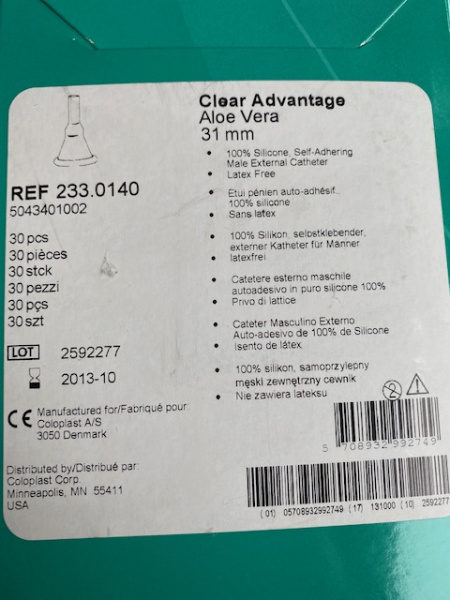 Clear Advantage
Aloe Vera
31 mm
• 100% Silicone, Self-Adhering
Male External Catheter
• Latex Free
• Etui pénien auto-adhésif.
100% silicone
• Sans latex
• 100% Silikon, selbstklebender,
externer Katheter für Männer
• latexfrei
• Catetere esterno maschile
autoadesivo in puro silicone 100%
• Privo di lattice
• Cateter Masculino Externo
Auto-adesivo de 100% de Silicone
• Isento de látex
• 100% silikon, samoprzylepny
męski zewnętrzny cewnik
• Nie zawiera lateksu
REF 233.0140
5043401002
30 pcs
30 pièces
30 stck
30 pezzi
30 pçs
30 szt
LOT 2592277
2013-10
CE Manufactured for/Fabriqué pour:
Coloplast A/S
3050 Denmark
Distributed by/Distribué par:
Coloplast Corp.
Minneapolis, MN 55411
USA
2
5 708932 992749
(01) 05708932992749 (17) 131000 (10) 2592277